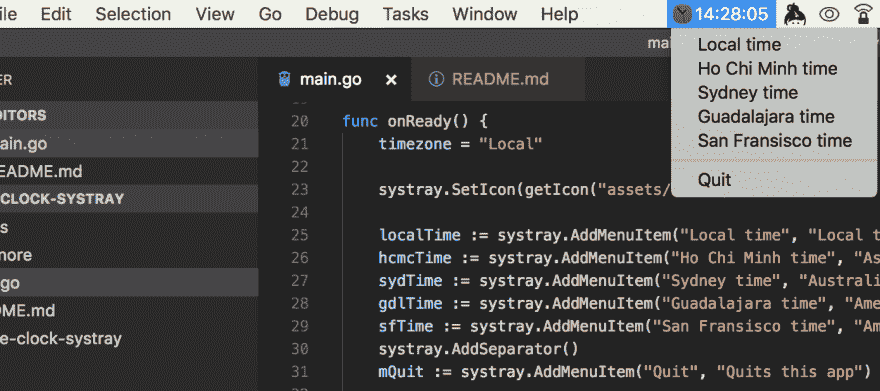 ile Edit Selection View Go Debug Tasks Window Help 14:28:05
Local time
Ho Chi Minh time
Sydney time
Guadalajara time
San Fransisco time
Quit
ma
ER
main.go × README.md
DITORS
ain.go
EADME.md
CLOCK-SYSTRAY
s
nore
go
DME.md
e-clock-systray
20 func onReady() {
21 timezone = "Local"
22
23 systray.SetIcon(getIcon("assets/
24
25 localTime := systray.AddMenuItem("Local time", "Local t
26 hcmcTime := systray.AddMenuItem("Ho Chi Minh time", "As
27 sydTime := systray.AddMenuItem("Sydney time", "Australi
28 gdlTime := systray.AddMenuItem("Guadalajara time", "Ame
29 sfTime := systray.AddMenuItem("San Fransisco time", "Am
30 systray.AddSeparator()
31 mQuit := systray.AddMenuItem("Quit", "Quits this app")